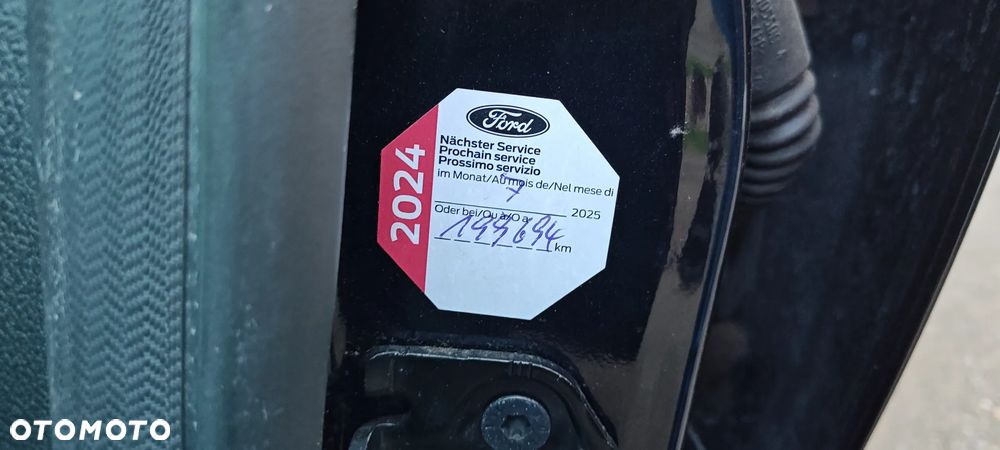 2024
Ford
Nächster Service
Prochain service
Prossimo servizio
im Monat/Au mois de/Nel mese di
7
2025
Oder bei/Ou à/O a
km
OTOMOTO